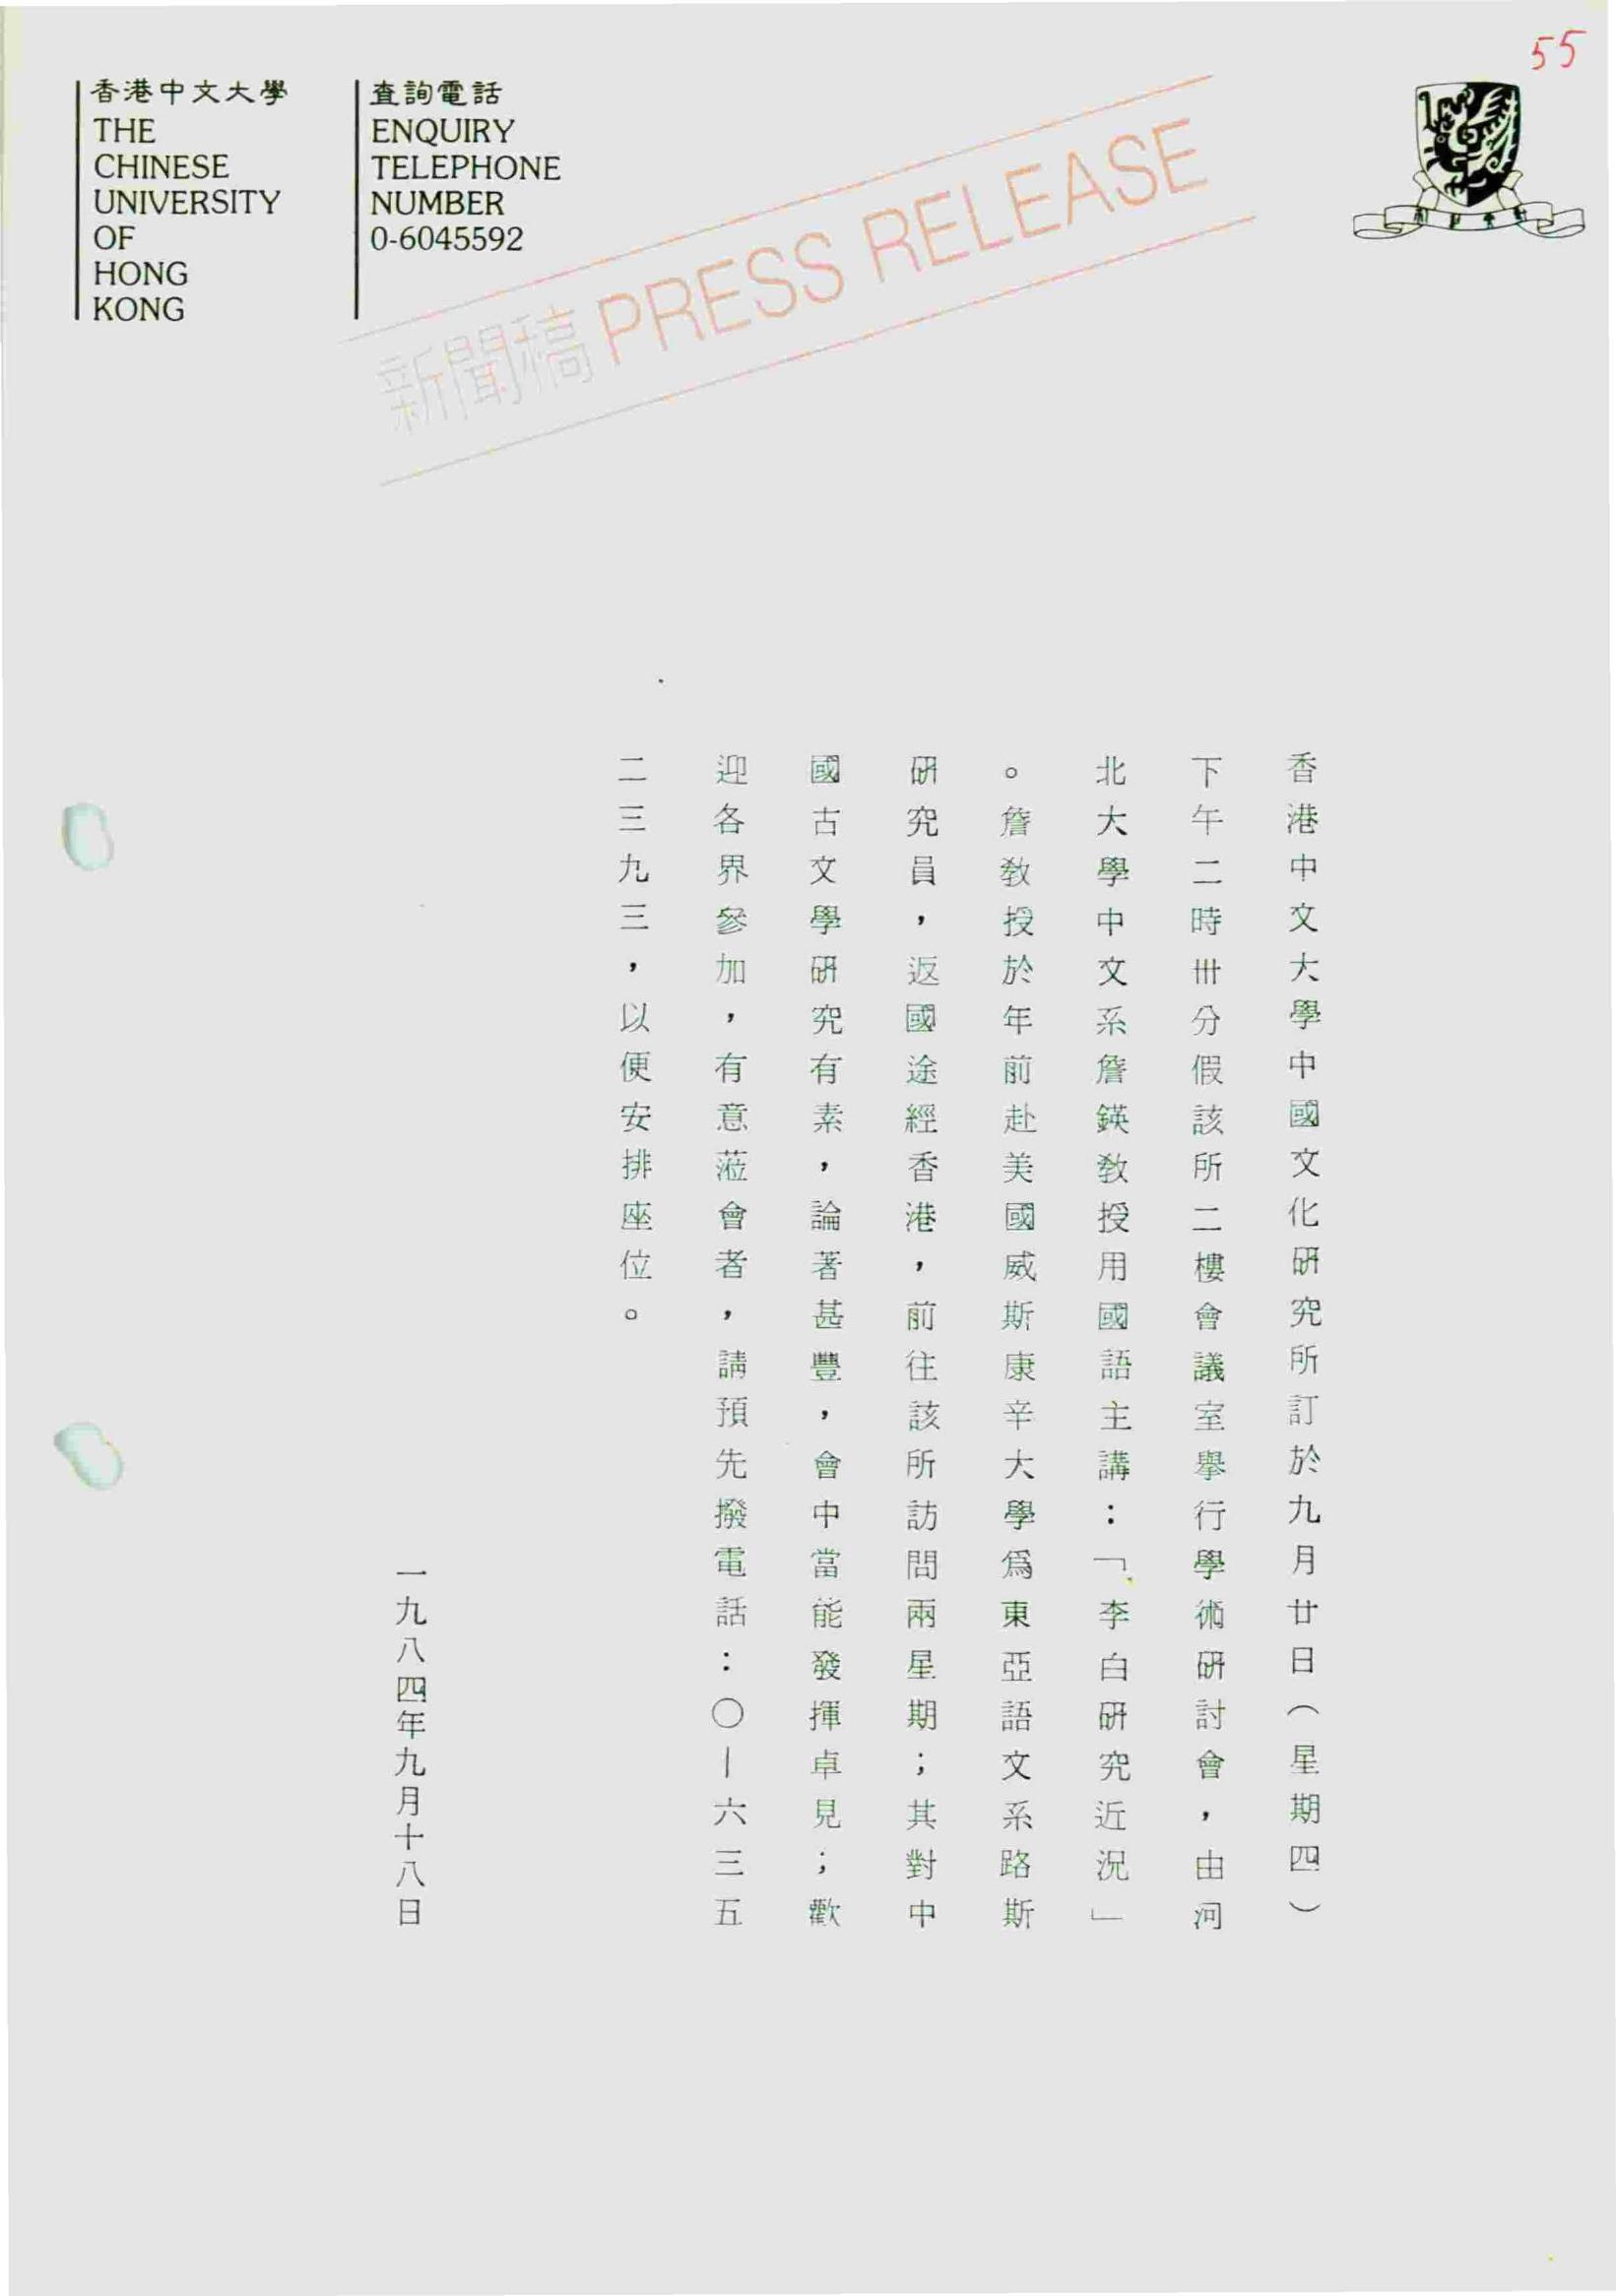 55
香港中文大學
THE
CHINESE
UNIVERSITY
OF
HONG
KONG
查詢電話
ENQUIRY
TELEPHONE
NUMBER
0-6045592
新聞稿 PRESS RELEASE
香港中文大學中國文化研究所訂於九月廿日（星期四）
下午二時卅分假該所二樓會議室舉行學術研討會，由河
北大學中文系詹鍈教授用國語主講：「李白研究近況」
。詹教授於年前赴美國威斯康辛大學爲東亞語文系路斯
研究員，返國途經香港，前往該所訪問兩星期；其對中
國古文學研究有素，論著甚豐，會中當能發揮卓見；歡
迎各界參加，有意蒞會者，請預先撥電話：〇—六三五
二三九三，以便安排座位。
一九八四年九月十八日